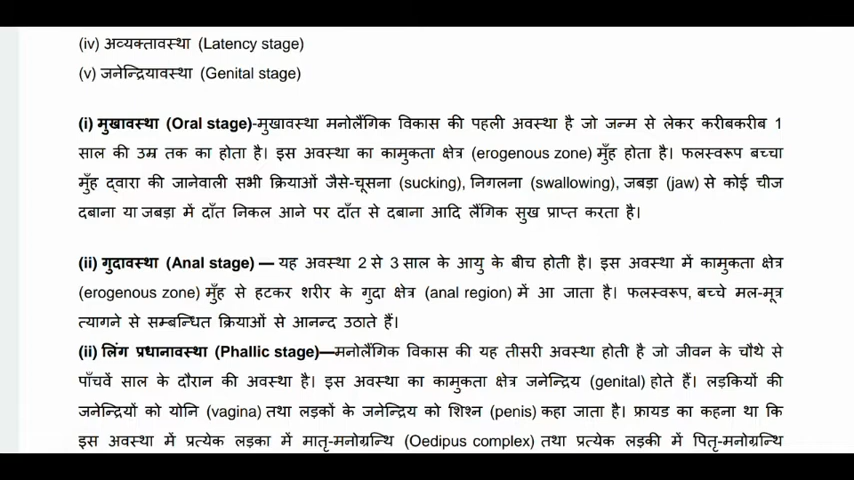 (iv) अव्यक्तावस्था (Latency stage)
(v) जनेन्द्रियावस्था (Genital stage)
(i) मुखावस्था (Oral stage)-मुखावस्था मनोलैंगिक विकास की पहली अवस्था है जो जन्म से लेकर करीबकरीब 1
साल की उम्र तक का होता है। इस अवस्था का कामुकता क्षेत्र (erogenous zone) मुँह होता है। फलस्वरूप बच्चा
मुँह द्वारा की जानेवाली सभी क्रियाओं जैसे-चूसना (sucking), निगलना (swallowing), जबड़ा (jaw) से कोई चीज
दबाना या जबड़ा में दाँत निकल आने पर दाँत से दबाना आदि लैंगिक सुख प्राप्त करता है।
(ii) गुदावस्था (Anal stage) — यह अवस्था 2 से 3 साल के आयु के बीच होती है। इस अवस्था में कामुकता क्षेत्र
(erogenous zone) मुँह से हटकर शरीर के गुदा क्षेत्र (anal region) में आ जाता है। फलस्वरूप, बच्चे मल-मूत्र
त्यागने से सम्बन्धित क्रियाओं से आनन्द उठाते हैं।
(ii) लिंग प्रधानावस्था (Phallic stage)—मनोलैंगिक विकास की यह तीसरी अवस्था होती है जो जीवन के चौथे से
पाँचवें साल के दौरान की अवस्था है। इस अवस्था का कामुकता क्षेत्र जनेन्द्रिय (genital) होते हैं। लड़कियों की
जनेन्द्रियों को योनि (vagina) तथा लड़कों के जनेन्द्रिय को शिश्न (penis) कहा जाता है। फ्रायड का कहना था कि
इस अवस्था में प्रत्येक लड़का में मातृ-मनोग्रन्थि (Oedipus complex) तथा प्रत्येक लड़की में पितृ-मनोग्रन्थि